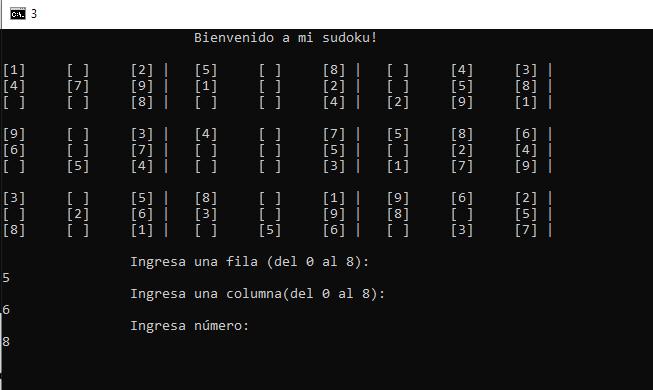 3
Bienvenido a mi sudoku!
[1] [ ] [2] | [5] [ ] [8] | [ ] [4] [3] |
[4] [7] [9] | [1] [ ] [2] | [ ] [5] [8] |
[ ] [ ] [8] | [ ] [ ] [4] | [2] [9] [1] |
[9] [ ] [3] | [4] [ ] [7] | [5] [8] [6] |
[6] [ ] [7] | [ ] [ ] [5] | [ ] [2] [4] |
[ ] [5] [4] | [ ] [ ] [3] | [1] [7] [9] |
[3] [ ] [5] | [8] [ ] [1] | [9] [6] [2] |
[ ] [2] [6] | [3] [ ] [9] | [8] [ ] [5] |
[8] [ ] [1] | [ ] [5] [6] | [ ] [3] [7] |
Ingresa una fila (del 0 al 8):
5
Ingresa una columna(del 0 al 8):
6
Ingresa número:
8